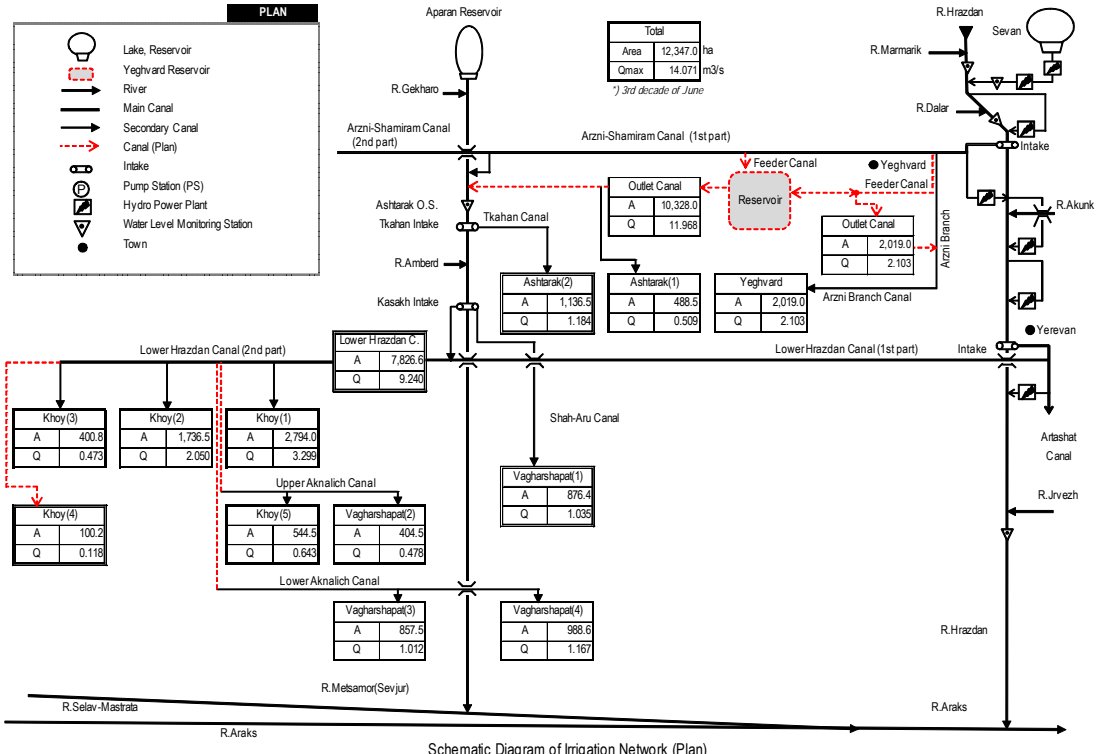 PLAN
Lake, Reservoir
Yeghvard Reservoir
River
Main Canal
Secondary Canal
Canal (Plan)
Intake
P
Pump Station (PS)
Hydro Power Plant
Water Level Monitoring Station
Town
Aparan Reservoir
R.Gekharo
Total
Area 12,347.0 ha
Qmax 14.071 m3/s
*) 3rd decade of June
R.Hrazdan
Sevan
R.Marmarik
R.Dalar
Intake
Arzni-Shamiram Canal
(2nd part)
Arzni-Shamiram Canal (1st part)
Feeder Canal
Yeghvard
Feeder Canal
Reservoir
Outlet Canal
A 10,328.0
Q 11.968
Outlet Canal
A 2,019.0
Q 2.103
Arzni Branch
R.Akunk
Ashtarak O.S.
Tkahan Intake
Tkahan Canal
R.Amberd
Kasakh Intake
Ashtarak(2)
A 1,136.5
Q 1.184
Ashtarak(1)
A 488.5
Q 0.509
Yeghvard
A 2,019.0
Q 2.103
Arzni Branch Canal
Yerevan
Intake
Lower Hrazdan Canal (2nd part)
Lower Hrazdan C.
A 7,826.6
Q 9.240
Lower Hrazdan Canal (1st part)
Khoy(3)
A 400.8
Q 0.473
Khoy(2)
A 1,736.5
Q 2.050
Khoy(1)
A 2,794.0
Q 3.299
Shah-Aru Canal
Artashat
Canal
Vagharshapat(1)
A 876.4
Q 1.035
Upper Aknalich Canal
Khoy(4)
A 100.2
Q 0.118
Khoy(5)
A 544.5
Q 0.643
Vagharshapat(2)
A 404.5
Q 0.478
R.Jrvezh
Lower Aknalich Canal
Vagharshapat(3)
A 857.5
Q 1.012
Vagharshapat(4)
A 988.6
Q 1.167
R.Hrazdan
R.Metsamor(Sevjur)
R.Selav-Mastrata
R.Araks
R.Araks
Schematic Diagram of Irrigation Network (Plan)